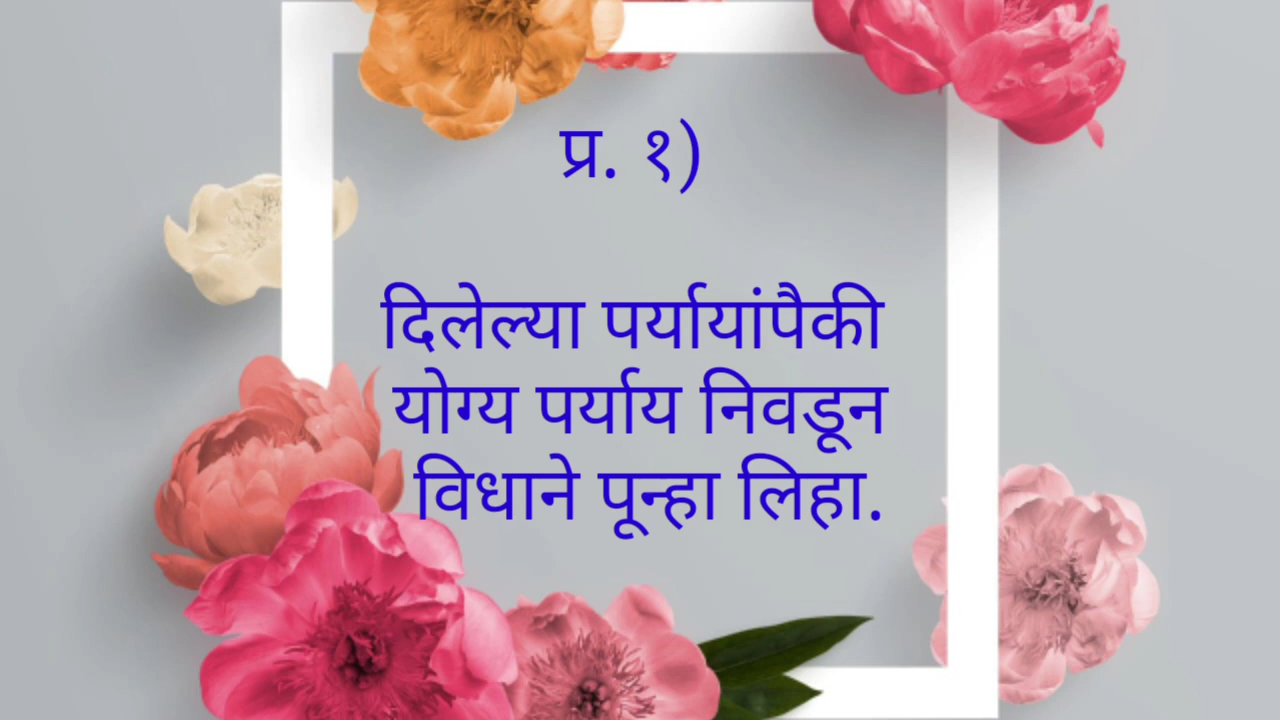 प्र. १)
दिलेल्या पर्यायांपैकी
योग्य पर्याय निवडून
विधाने पून्हा लिहा.